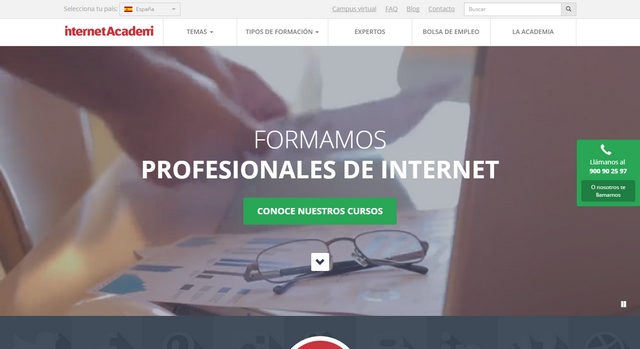 Selecciona tu país: España
Campus virtual FAQ Blog Contacto
Buscar
internetAcademi
TEMAS
TIPOS DE FORMACIÓN
EXPERTOS
BOLSA DE EMPLEO
LA ACADEMIA
FORMAMOS
PROFESIONALES DE INTERNET
CONOCE NUESTROS CURSOS
Llámanos al
900 90 25 97
O nosotros te
llamamos